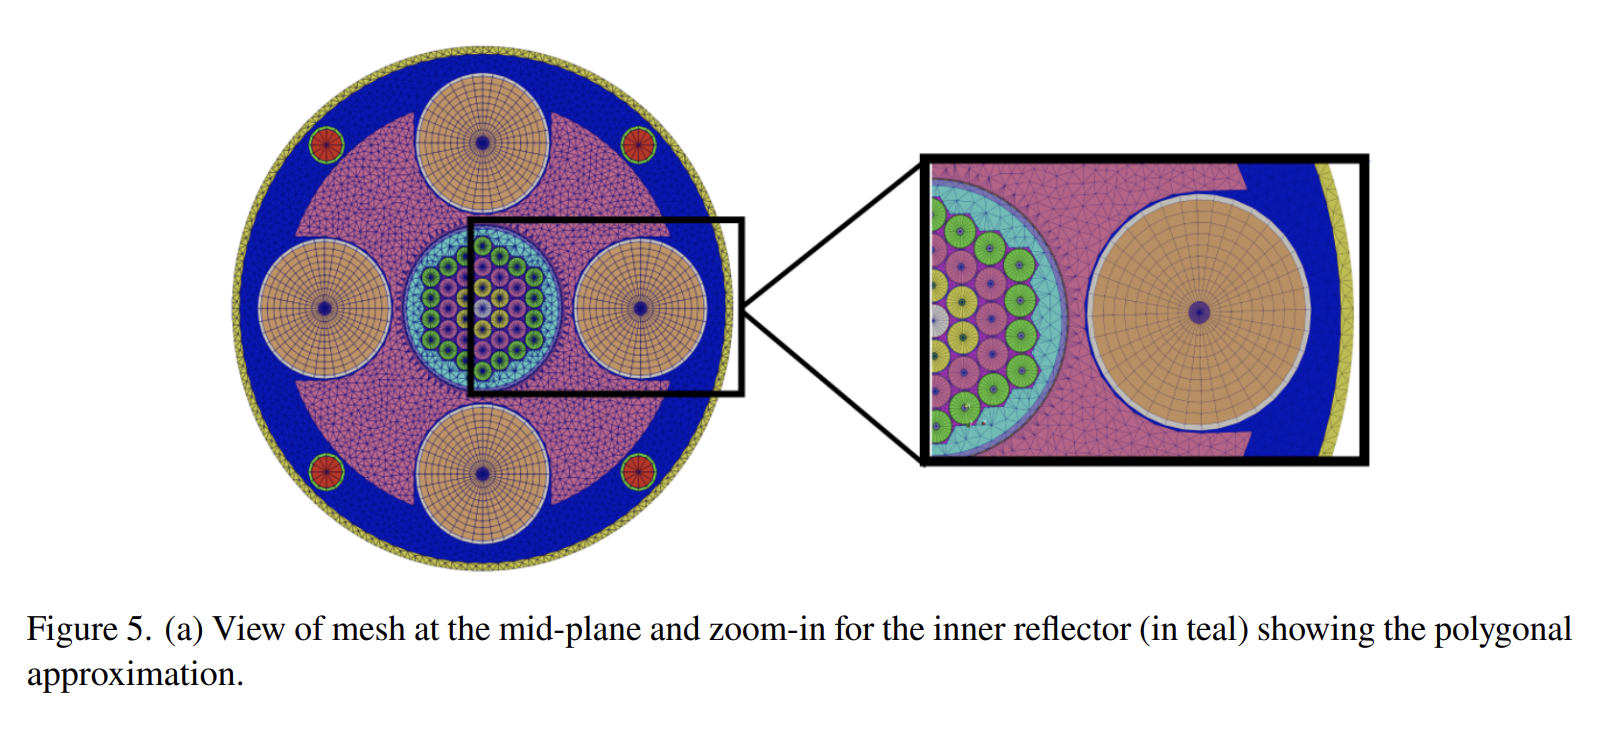 Figure 5. (a) View of mesh at the mid-plane and zoom-in for the inner reflector (in teal) showing the polygonal
approximation.